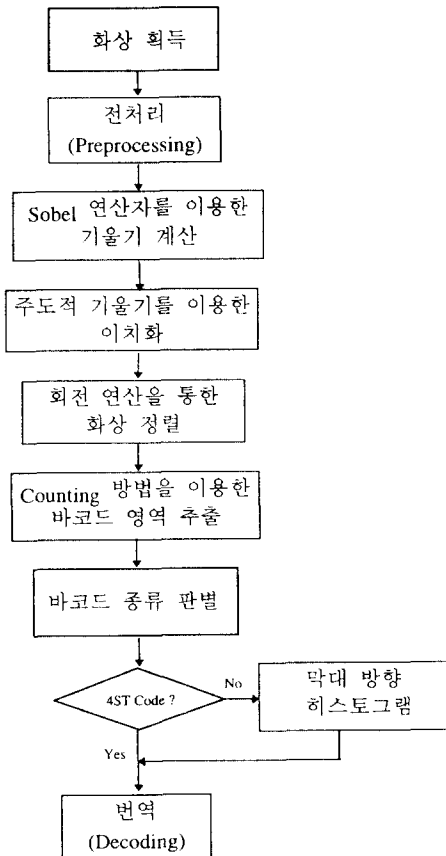 화상 획득
전처리
(Preprocessing)
Sobel 연산자를 이용한
기울기 계산
주도적 기울기를 이용한
이치화
회전 연산을 통한
화상 정렬
Counting 방법을 이용한
바코드 영역 추출
바코드 종류 판별
4ST Code ?
No
막대 방향
히스토그램
Yes
번역
(Decoding)